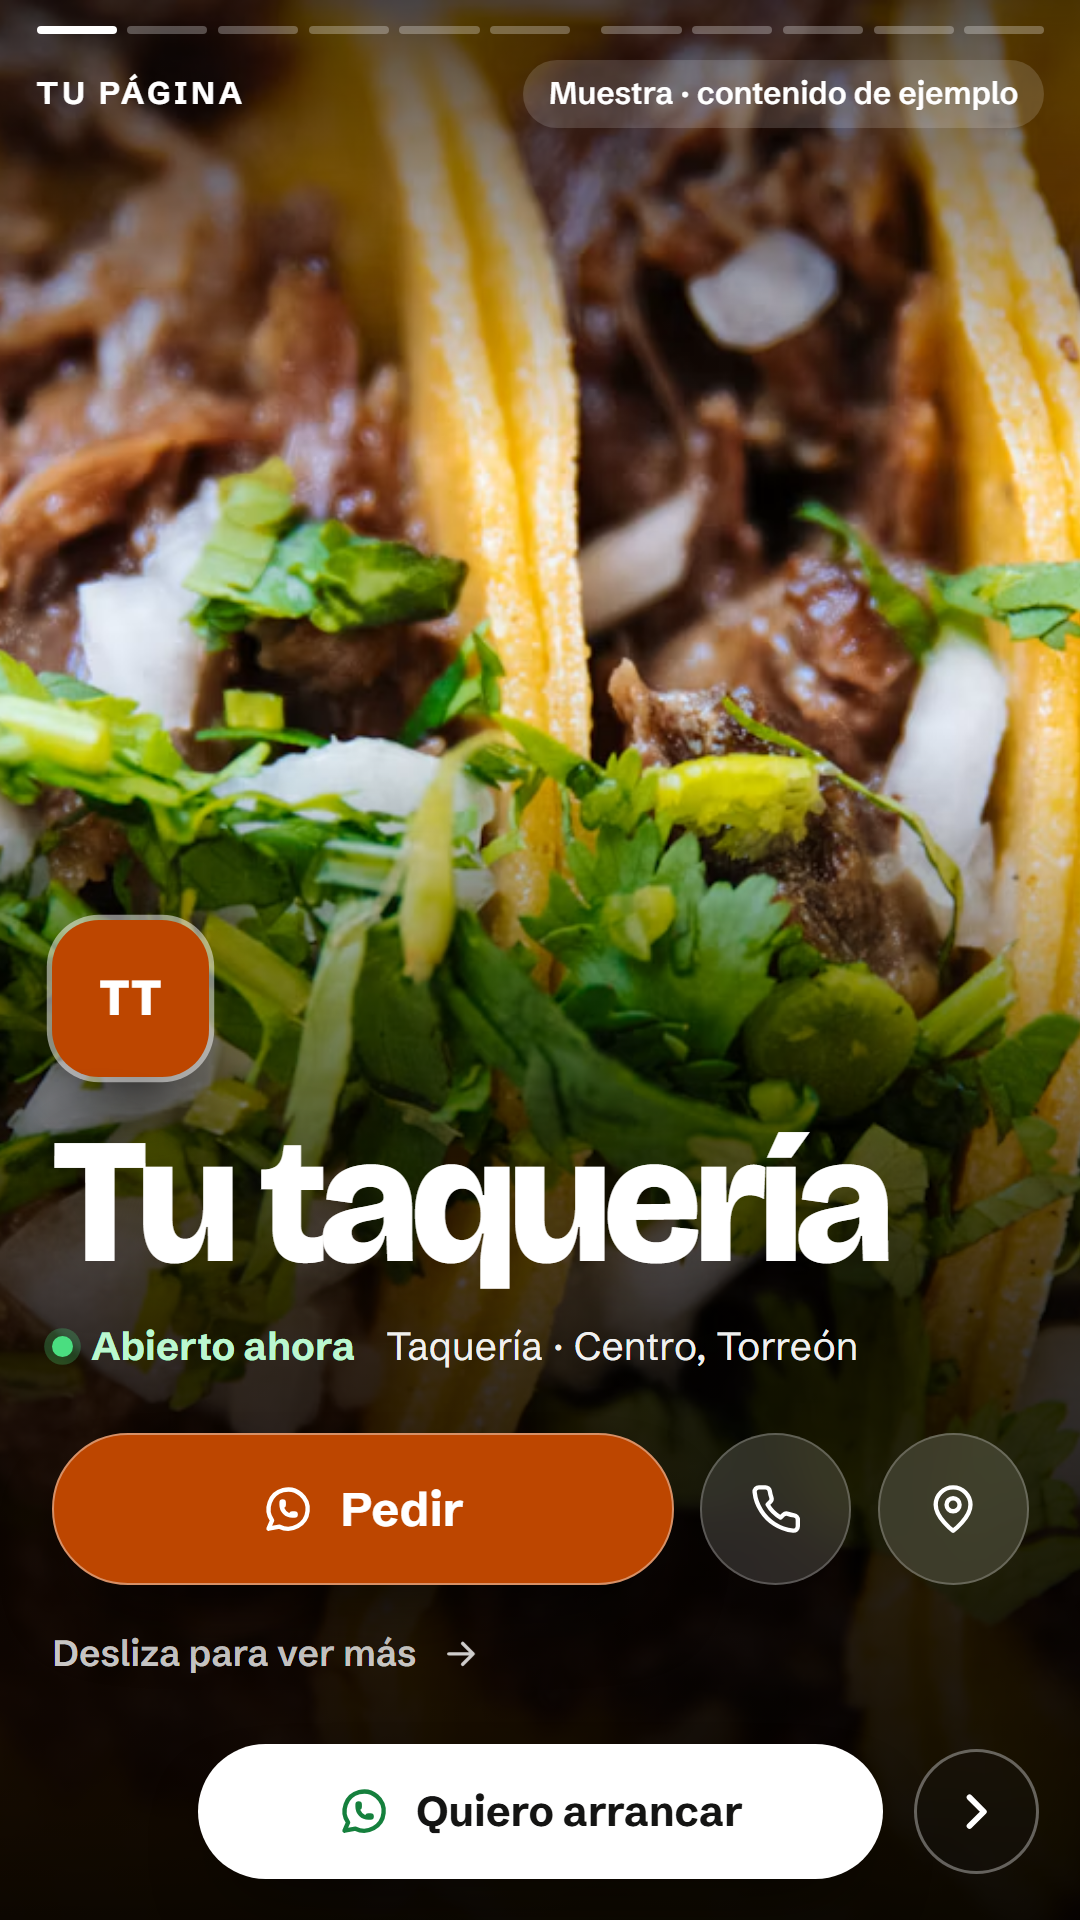 TU PÁGINA
Muestra · contenido de ejemplo
TT
Tu taquería
Abierto ahora Taquería · Centro, Torreón
Pedir
Desliza para ver más →
Quiero arrancar